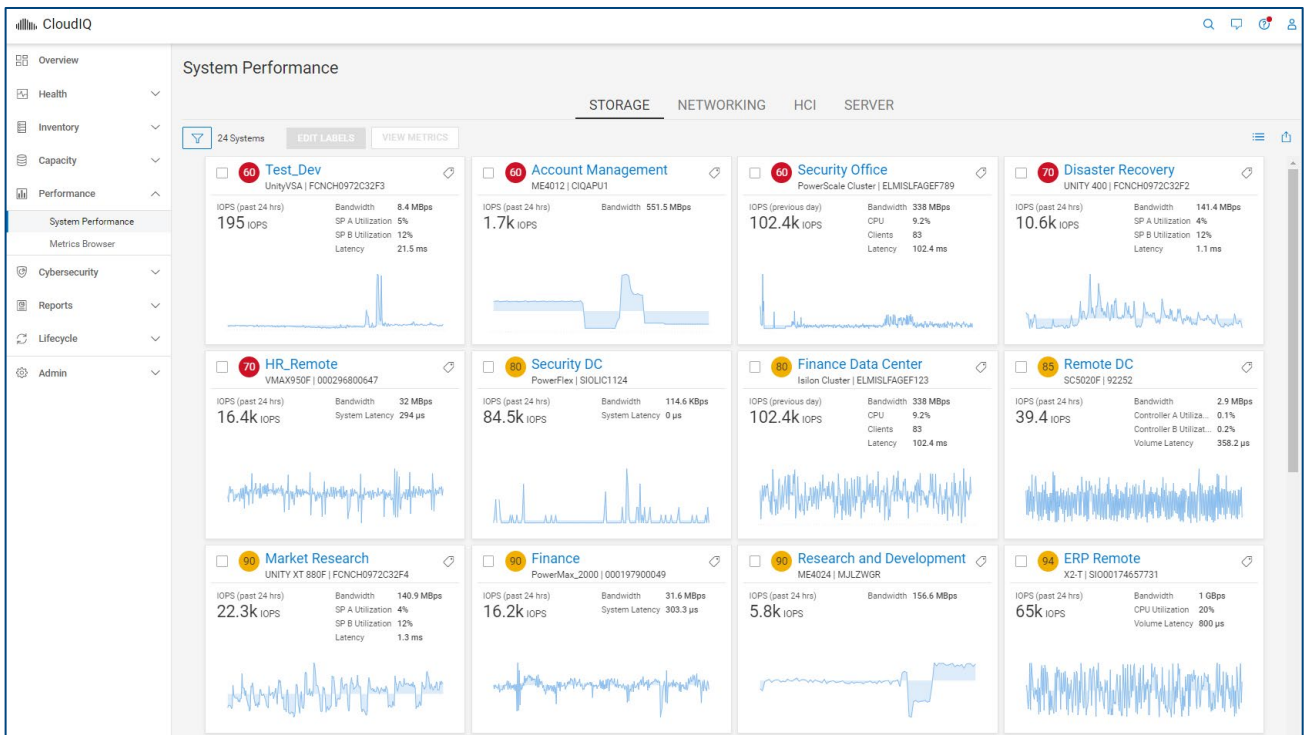 CloudIQ
Overview
Health
Inventory
Capacity
Performance
System Performance
Metrics Browser
Cybersecurity
Reports
Lifecycle
Admin
System Performance
STORAGE NETWORKING HCI SERVER
24 Systems EDIT LABELS VIEW METRICS
60 Test_Dev
UnityVSA | FCNCH0972C32F3
IOPS (past 24 hrs)
195 IOPS
Bandwidth 8.4 MBps
SP A Utilization 5%
SP B Utilization 12%
Latency 21.5 ms
60 Account Management
ME4012 | CIQAPU1
IOPS (past 24 hrs)
1.7k IOPS
Bandwidth 551.5 MBps
60 Security Office
PowerScale Cluster | ELMISLFAGEF789
IOPS (previous day)
102.4k IOPS
Bandwidth 338 MBps
CPU 9.2%
Clients 83
Latency 102.4 ms
70 Disaster Recovery
UNITY 400 | FCNCH0972C32F2
IOPS (past 24 hrs)
10.6k IOPS
Bandwidth 141.4 MBps
SP A Utilization 4%
SP B Utilization 12%
Latency 1.1 ms
70 HR_Remote
VMAX950F | 000296800647
IOPS (past 24 hrs)
16.4k IOPS
Bandwidth 32 MBps
System Latency 294 µs
80 Security DC
PowerFlex | SIOLIC1124
IOPS (past 24 hrs)
84.5k IOPS
Bandwidth 114.6 KBps
System Latency 0 µs
80 Finance Data Center
Isilon Cluster | ELMISLFAGEF123
IOPS (previous day)
102.4k IOPS
Bandwidth 338 MBps
CPU 9.2%
Clients 83
Latency 102.4 ms
85 Remote DC
SC5020F | 92252
IOPS (past 24 hrs)
39.4 IOPS
Bandwidth 2.9 MBps
Controller A Utiliza... 0.1%
Controller B Utilizat... 0.2%
Volume Latency 358.2 µs
90 Market Research
UNITY XT 880F | FCNCH0972C32F4
IOPS (past 24 hrs)
22.3k IOPS
Bandwidth 140.9 MBps
SP A Utilization 4%
SP B Utilization 12%
Latency 1.3 ms
90 Finance
PowerMax_2000 | 000197900049
IOPS (past 24 hrs)
16.2k IOPS
Bandwidth 31.6 MBps
System Latency 303.3 µs
90 Research and Development
ME4024 | MJLZWGR
IOPS (past 24 hrs)
5.8k IOPS
Bandwidth 156.6 MBps
94 ERP Remote
X2-T | SIO00174657731
IOPS (past 24 hrs)
65k IOPS
Bandwidth 1 GBps
CPU Utilization 20%
Volume Latency 800 µs